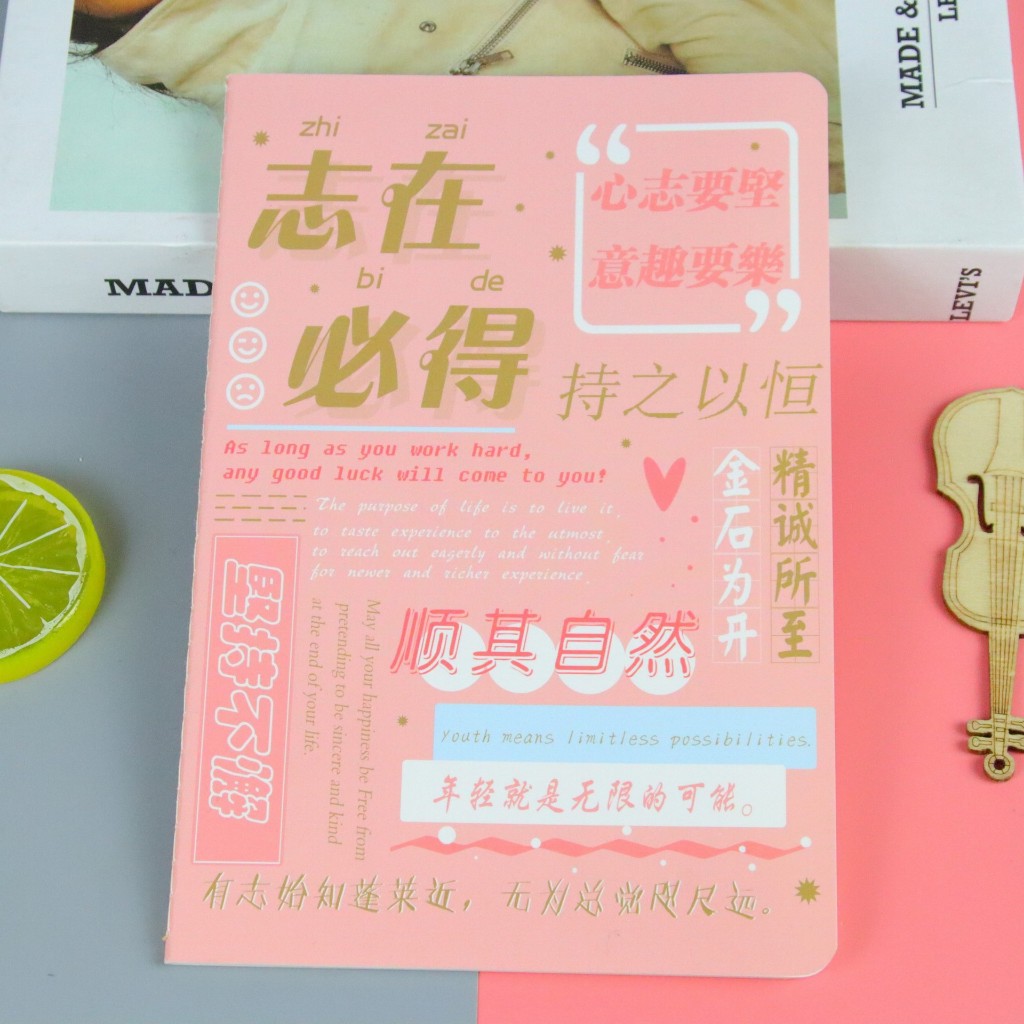 MADE &
LE
MAD
LEVI'S
zhi zai
志在
bi de
必得
心志要堅
意趣要樂
持之以恒
As long as you work hard,
any good luck will come to you!
The purpose of life is to live it,
to taste experience to the utmost,
to reach out eagerly and without fear
for newer and richer experience.
精诚所至
金石为开
堅持不懈
May all your happiness be Free from
pretending to be sincere and kind
at the end of your life.
顺其自然
Youth means limitless possibilities.
年轻就是无限的可能。
有志始知蓬莱近，无为总觉咫尺远。